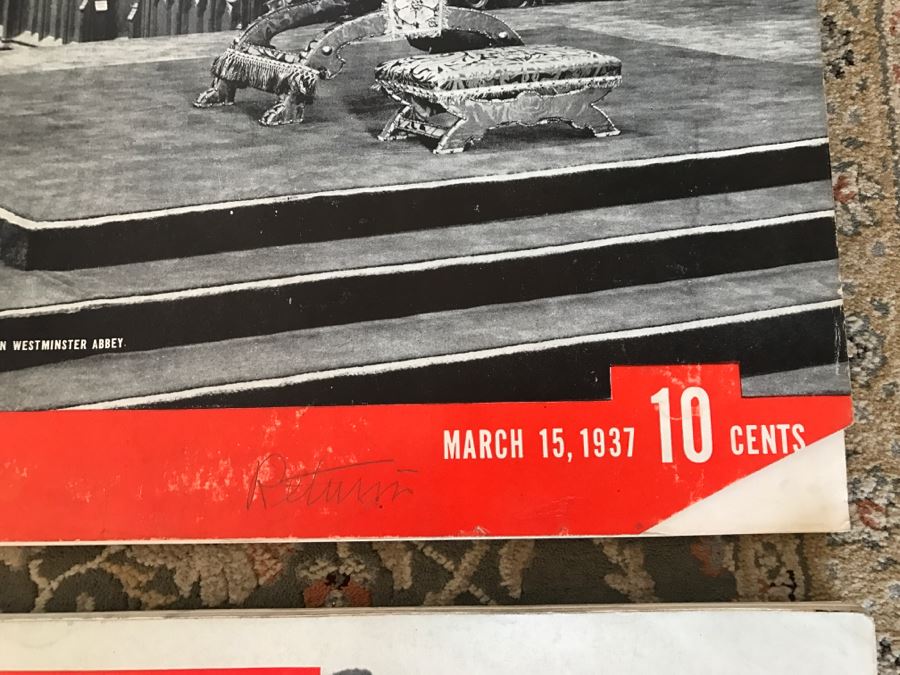 N WESTMINSTER ABBEY
MARCH 15, 1937 10 CENTS
Return